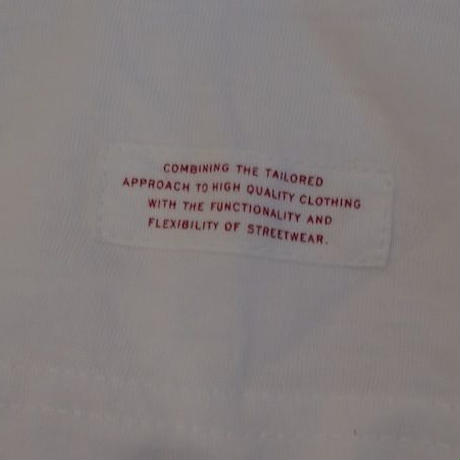 COMBINING THE TAILORED
APPROACH TO HIGH QUALITY CLOTHING
WITH THE FUNCTIONALITY AND
FLEXIBILITY OF STREETWEAR.